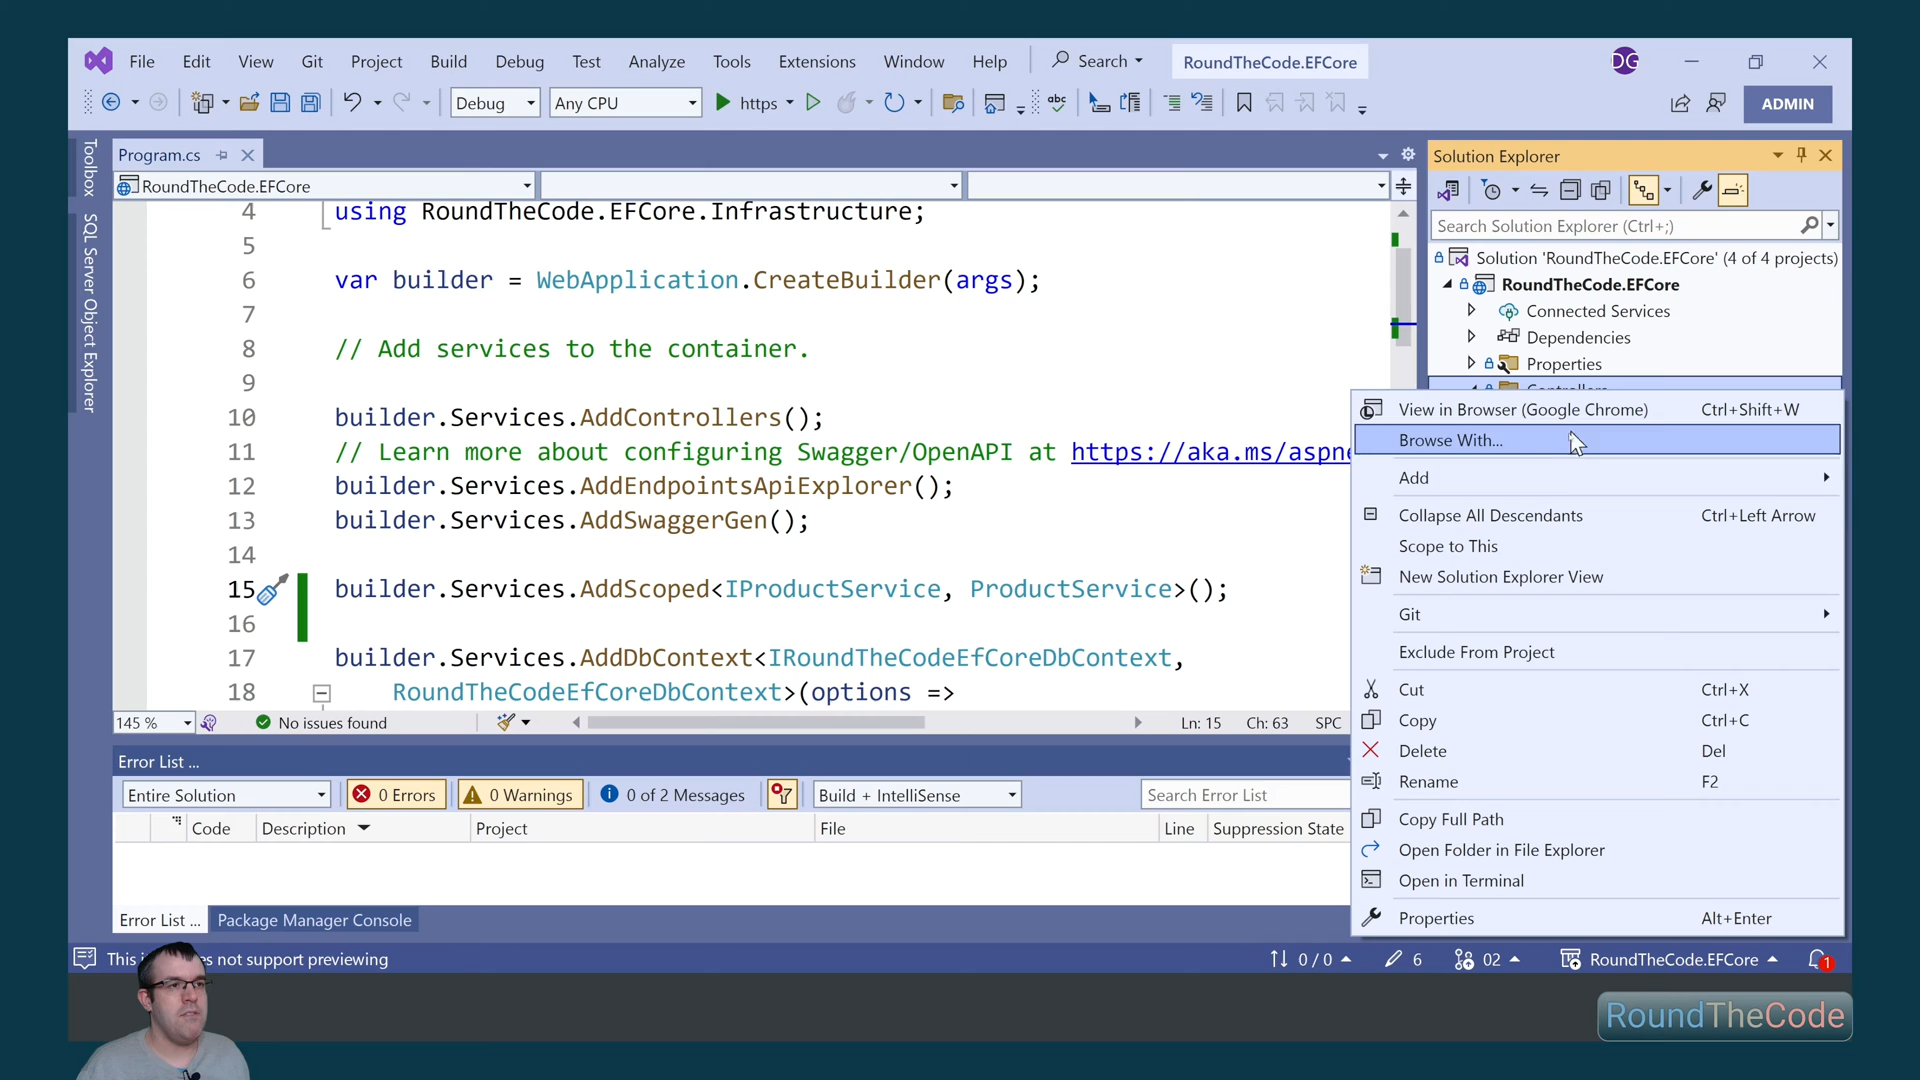 File Edit View Git Project Build Debug Test Analyze Tools Extensions Window Help Search RoundTheCode.EFCore DG
Debug Any CPU https ADMIN
Toolbox
SQL Server Object Explorer
Program.cs
RoundTheCode.EFCore
4 using RoundTheCode.EFCore.Infrastructure;
5
6 var builder = WebApplication.CreateBuilder(args);
7
8 // Add services to the container.
9
10 builder.Services.AddControllers();
11 // Learn more about configuring Swagger/OpenAPI at https://aka.ms/aspne
12 builder.Services.AddEndpointsApiExplorer();
13 builder.Services.AddSwaggerGen();
14
15 builder.Services.AddScoped<IProductService, ProductService>();
16
17 builder.Services.AddDbContext<IRoundTheCodeEfCoreDbContext,
18 RoundTheCodeEfCoreDbContext>(options =>
145 % No issues found Ln: 15 Ch: 63 SPC
Solution Explorer
Search Solution Explorer (Ctrl+;)
Solution 'RoundTheCode.EFCore' (4 of 4 projects)
RoundTheCode.EFCore
Connected Services
Dependencies
Properties
Controllers
View in Browser (Google Chrome) Ctrl+Shift+W
Browse With...
Add
Collapse All Descendants Ctrl+Left Arrow
Scope to This
New Solution Explorer View
Git
Exclude From Project
Cut Ctrl+X
Copy Ctrl+C
Delete Del
Rename F2
Copy Full Path
Open Folder in File Explorer
Open in Terminal
Properties Alt+Enter
Error List ...
Entire Solution 0 Errors 0 Warnings 0 of 2 Messages Build + IntelliSense Search Error List
Code Description Project File Line Suppression State
Error List ... Package Manager Console
This not support previewing 0 / 0 6 02 RoundTheCode.EFCore 1
RoundTheCode